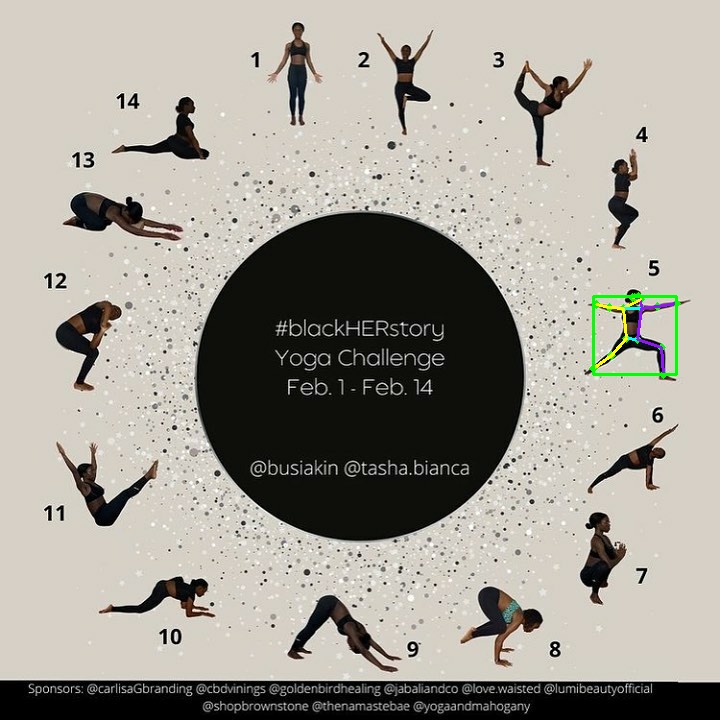 1
2
3
4
5
6
7
8
9
10
11
12
13
14
#blackHERstory
Yoga Challenge
Feb. 1 - Feb. 14
@busiakin @tasha.bianca
Sponsors: @carlisaGbranding @cbdvinings @goldenbirdhealing @jabaliandco @love.waisted @lumibeautyofficial
@shopbrownstone @thenamastebae @yogaandmahogany